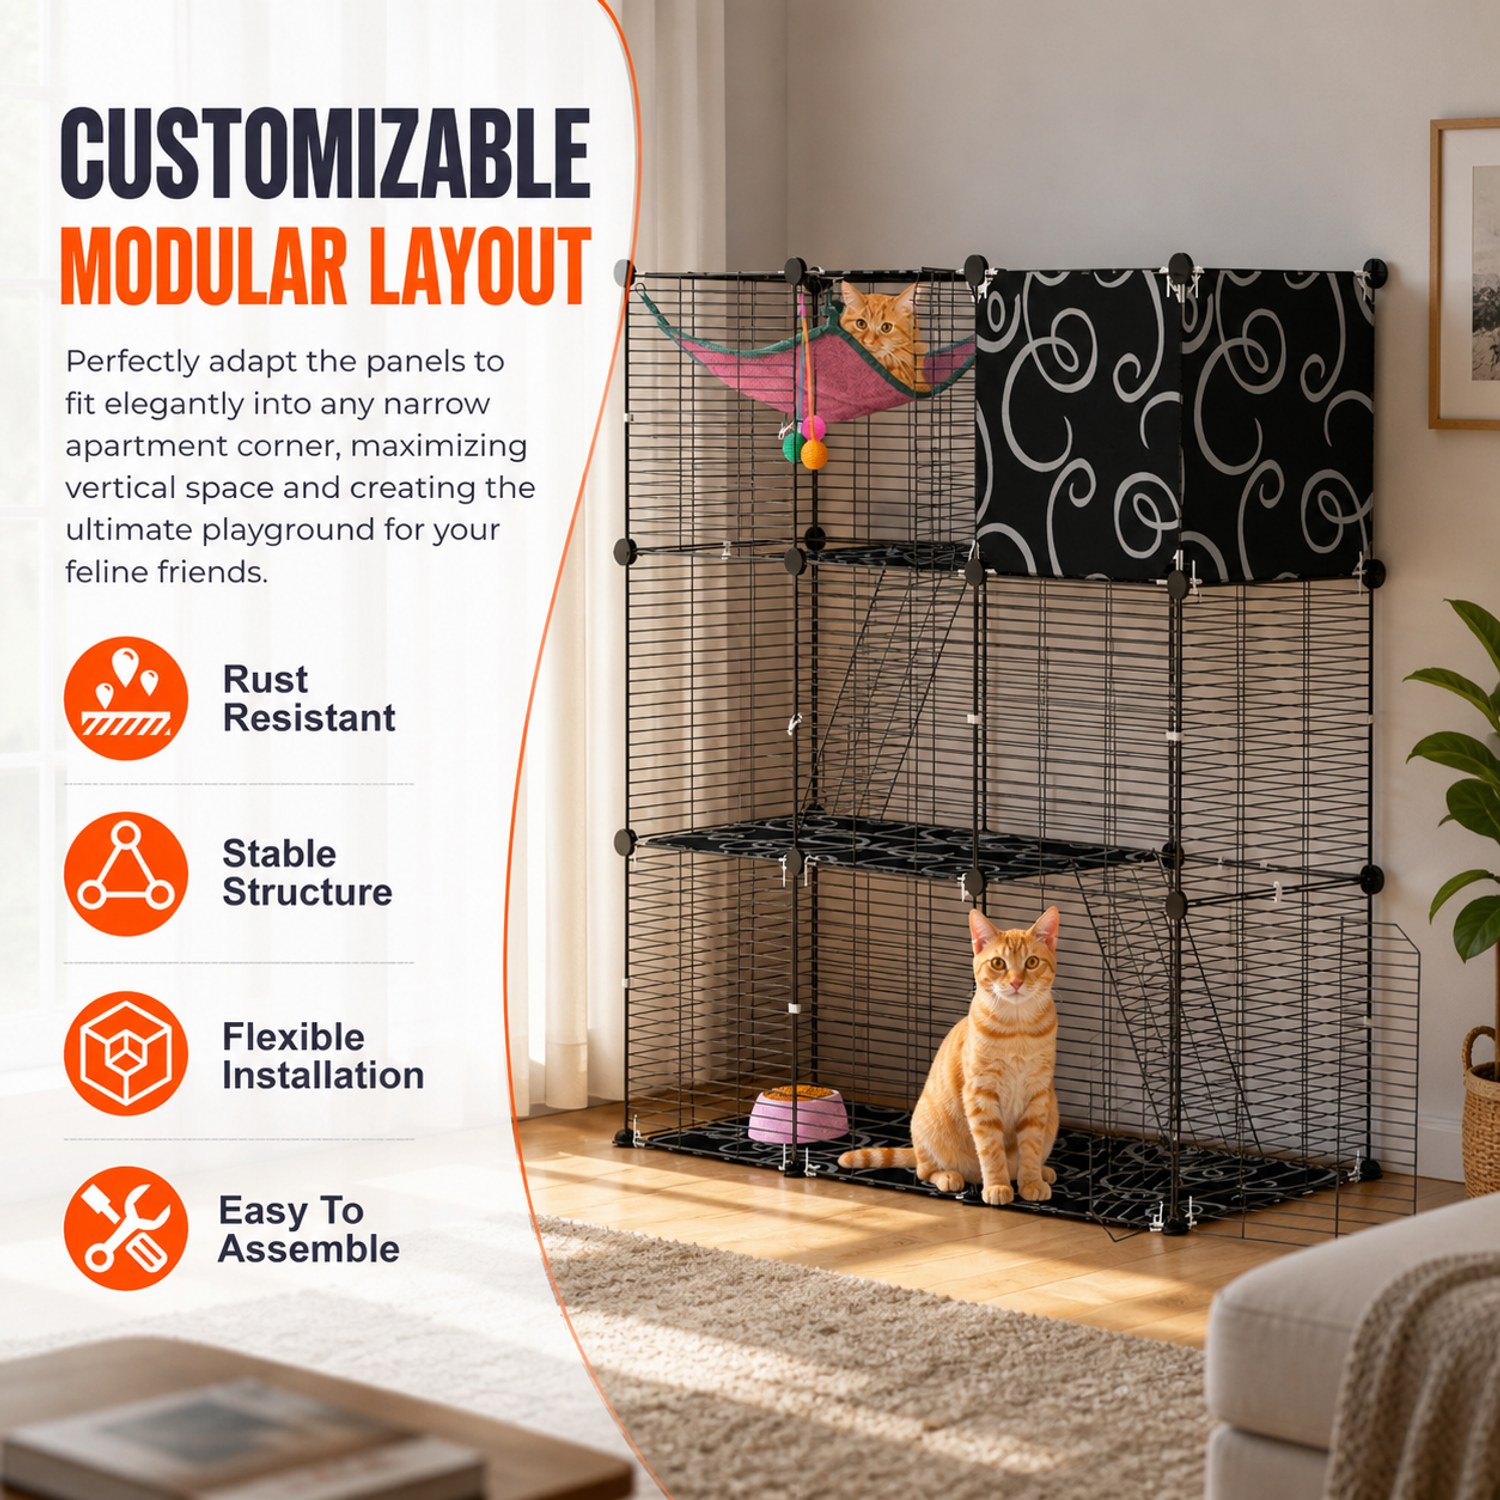 CUSTOMIZABLE
MODULAR LAYOUT
Perfectly adapt the panels to
fit elegantly into any narrow
apartment corner, maximizing
vertical space and creating the
ultimate playground for your
feline friends.
Rust
Resistant
Stable
Structure
Flexible
Installation
Easy To
Assemble